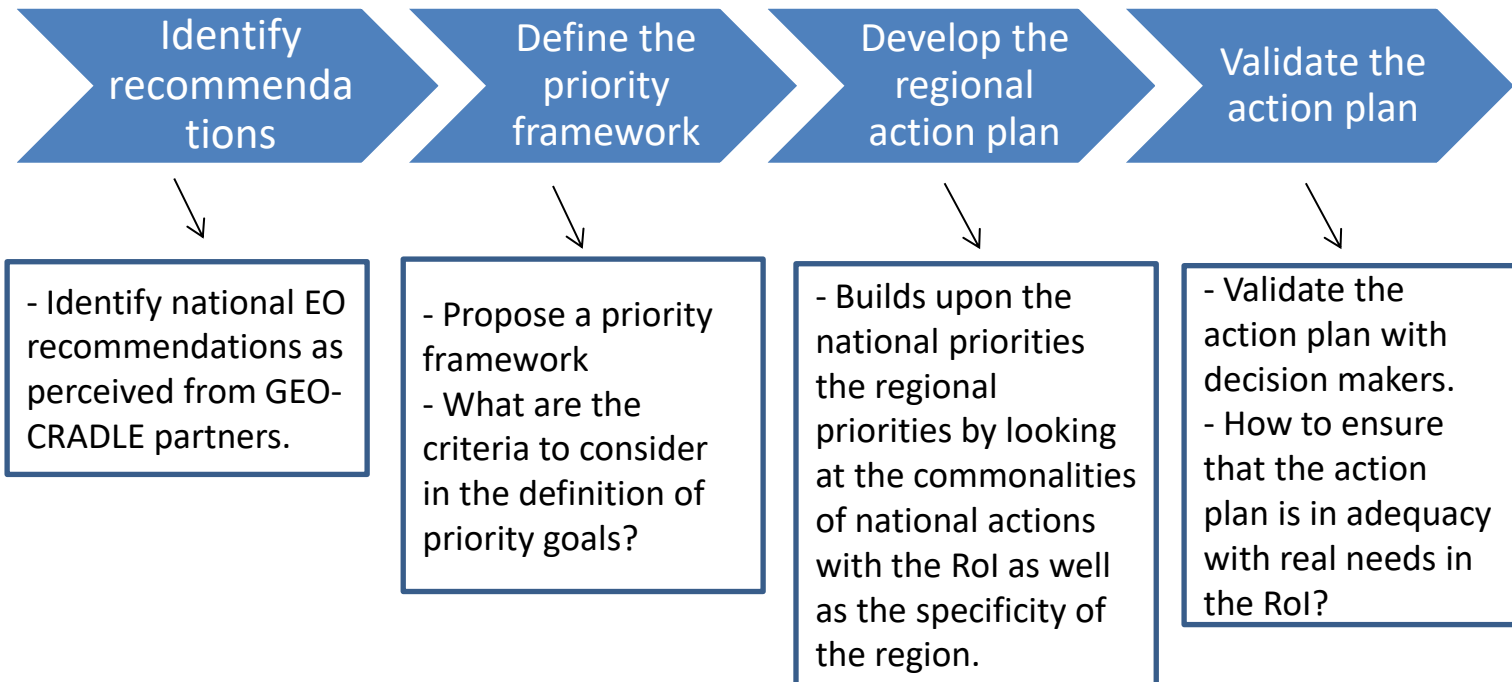 Identify
recommenda
tions
Define the
priority
framework
Develop the
regional
action plan
Validate the
action plan
- Identify national EO
recommendations as
perceived from GEO-
CRADLE partners.
- Propose a priority
framework
- What are the
criteria to consider
in the definition of
priority goals?
- Builds upon the
national priorities
the regional
priorities by looking
at the commonalities
of national actions
with the RoI as well
as the specificity of
the region.
- Validate the
action plan with
decision makers.
- How to ensure
that the action
plan is in adequacy
with real needs in
the RoI?